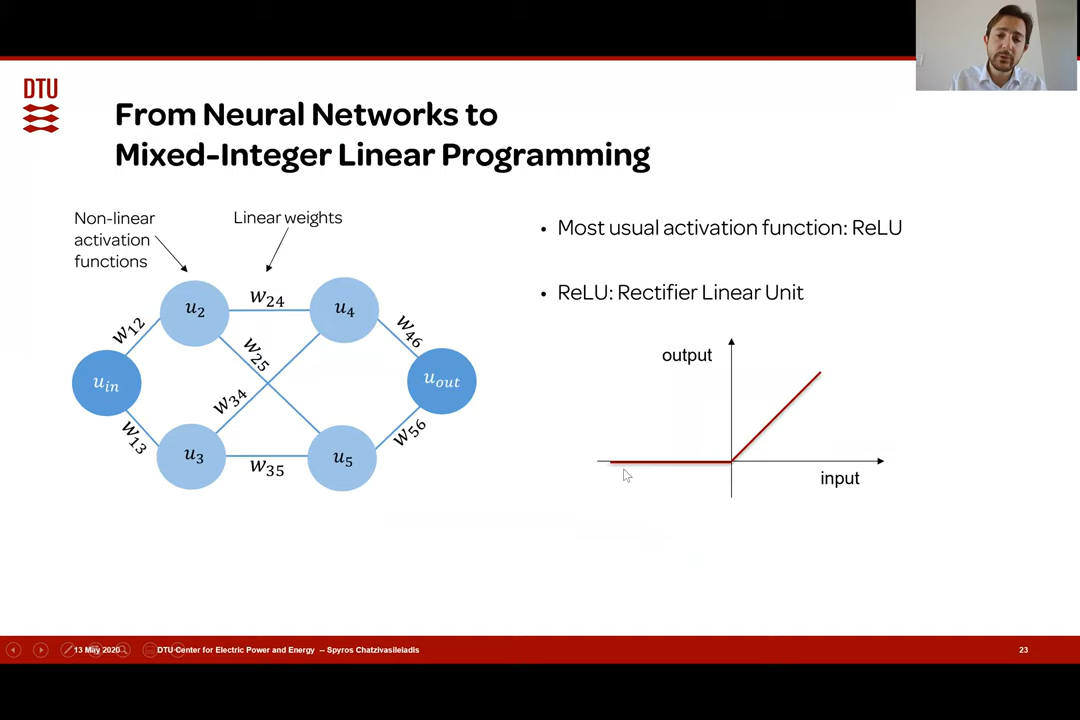 DTU
From Neural Networks to
Mixed-Integer Linear Programming
Non-linear
activation
functions
Linear weights
• Most usual activation function: ReLU
• ReLU: Rectifier Linear Unit
u₂
w₂₄
u₄
w₁₂
w₂₅
w₄₆
u_in
u_out
w₃₄
w₁₃
w₅₆
u₃
w₃₅
u₅
output
input
13 May 2020
DTU Center for Electric Power and Energy -- Spyros Chatzivasileiadis
23